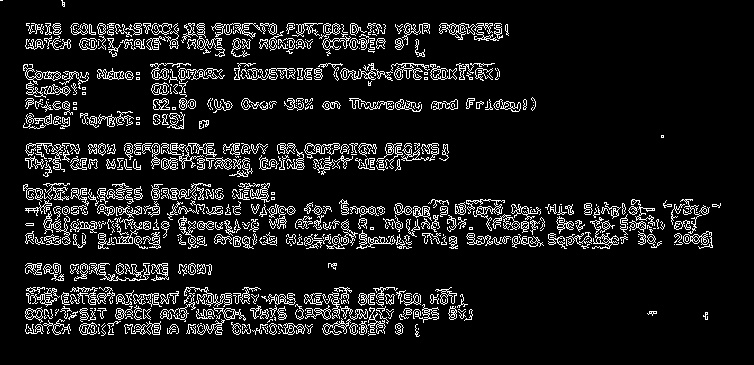 THIS GOLDEN STOCK IS SURE TO PUT GOLD IN YOUR POCKETS!
WATCH GDKI MAKE A MOVE ON MONDAY OCTOBER 9 !
Company Name: GOLDMARK INDUSTRIES (Other OTC:GDKI.PK)
Symbol: GDKI
Price: $2.80 (Up Over 35% on Thursday and Friday!)
Target: $15
GET IN NOW BEFORE THE HEAVY PR CAMPAIGN BEGINS!
THIS GEM WILL POST STRONG GAINS NEXT WEEK!
GDKI RELEASES BREAKING NEWS:
- Frost Appears in Music Video for Snoop Dogg's Brand New Hit Single - "Vato"
- Goldmark Music Executive VP Arturo R. Molina Jr. (Frost) Set to Speak at
Russell Simmons' Los Angeles Hip-Hop Summit This Saturday, September 30, 2006
READ MORE ONLINE NOW!
THE ENTERTAINMENT INDUSTRY HAS NEVER BEEN SO HOT!
DON'T SIT BACK AND WATCH THIS OPPORTUNITY PASS BY!
WATCH GDKI MAKE A MOVE ON MONDAY OCTOBER 9 !